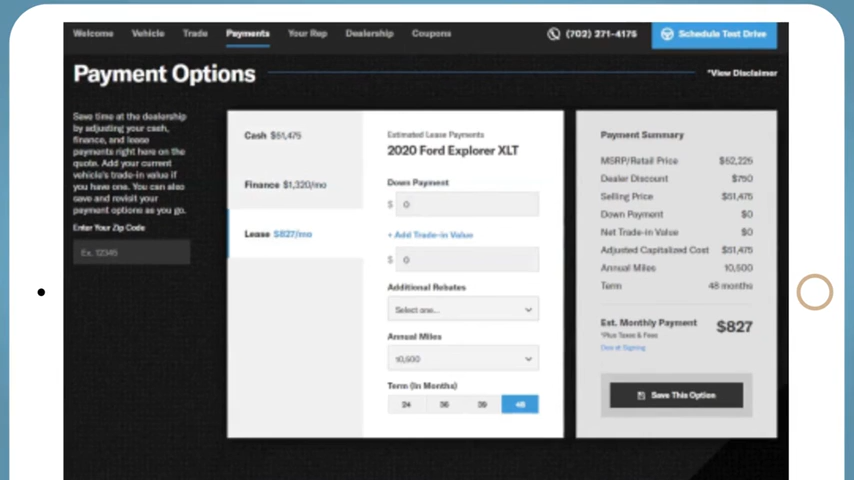 Welcome Vehicle Trade Payments Your Rep Dealership Coupons (702) 271-4175 Schedule Test Drive
Payment Options
*View Disclaimer
Save time at the dealership
by adjusting your cash,
finance, and lease
payments right here on the
quote. Add your current
vehicle's trade-in value if
you have one. You can also
save and revisit your
payment options as you go.
Enter Your Zip Code
Ex. 12345
Cash $51,475
Finance $1,320/mo
Lease $827/mo
Estimated Lease Payments
2020 Ford Explorer XLT
Down Payment
$ 0
+ Add Trade-in Value
$ 0
Additional Rebates
Select one...
Annual Miles
10,500
Term (In Months)
24 36 39 48
Payment Summary
MSRP/Retail Price $52,225
Dealer Discount $750
Selling Price $51,475
Down Payment $0
Net Trade-in Value $0
Adjusted Capitalized Cost $51,475
Annual Miles 10,500
Term 48 months
Est. Monthly Payment $827
*Plus Taxes & Fees
Due at Signing
Save This Option